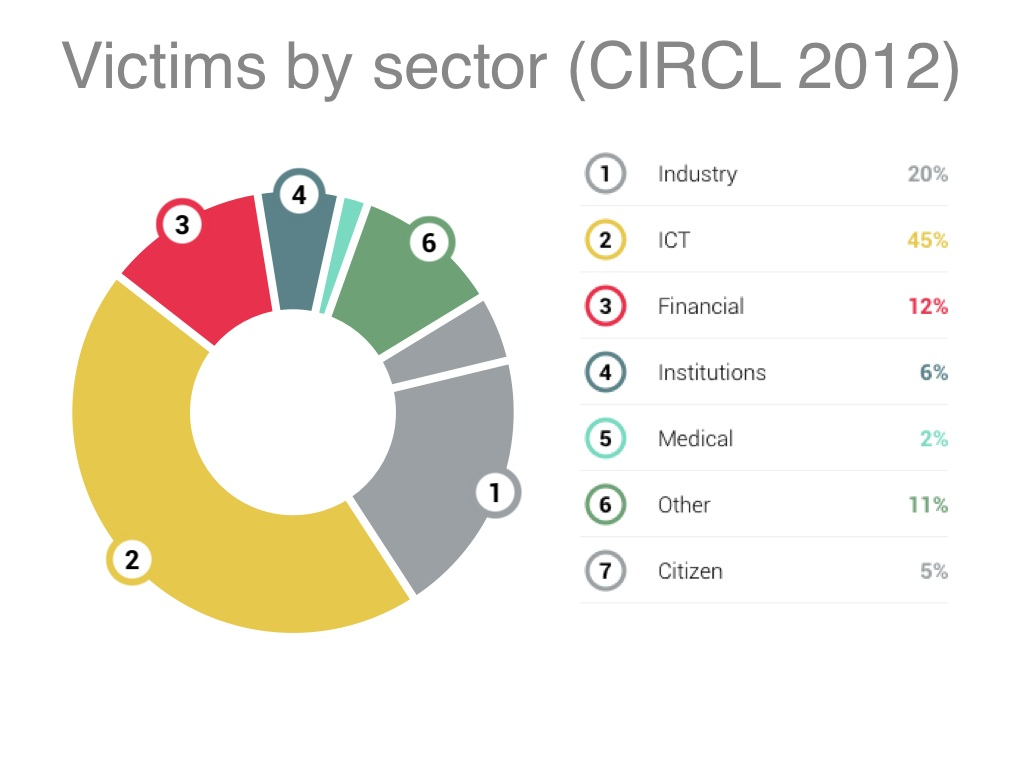 Victims by sector (CIRCL 2012)
4
3
6
1
2
1 Industry 20%
2 ICT 45%
3 Financial 12%
4 Institutions 6%
5 Medical 2%
6 Other 11%
7 Citizen 5%